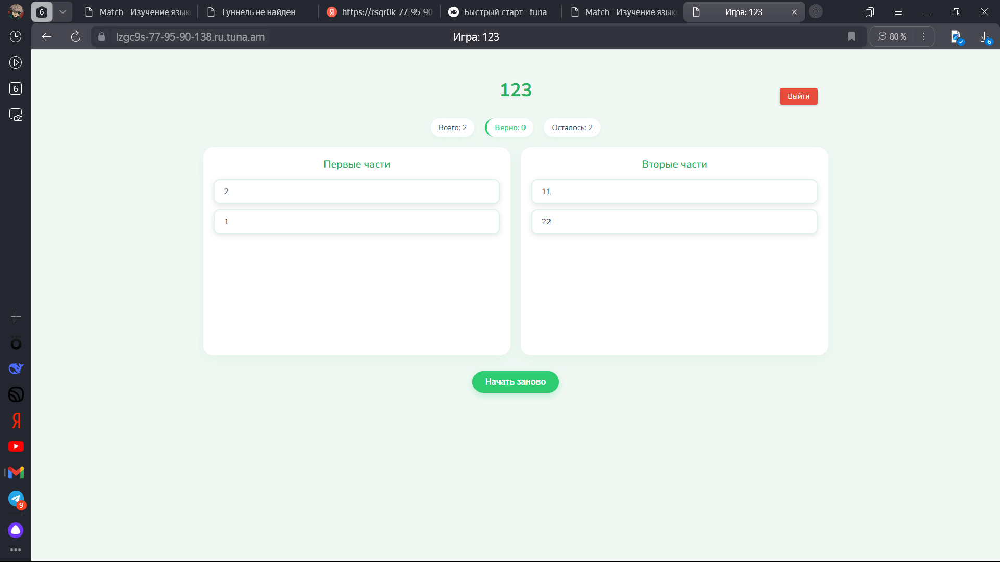 6
Match - Изучение язык
Туннель не найден
Я https://rsqr0k-77-95-90-
Быстрый старт - tuna
Match - Изучение язык
Игра: 123
lzgc9s-77-95-90-138.ru.tuna.am
Игра: 123
80 %
6
6
123
Выйти
Всего: 2
Верно: 0
Осталось: 2
Первые части
Вторые части
2
11
1
22
Начать заново
Я
9